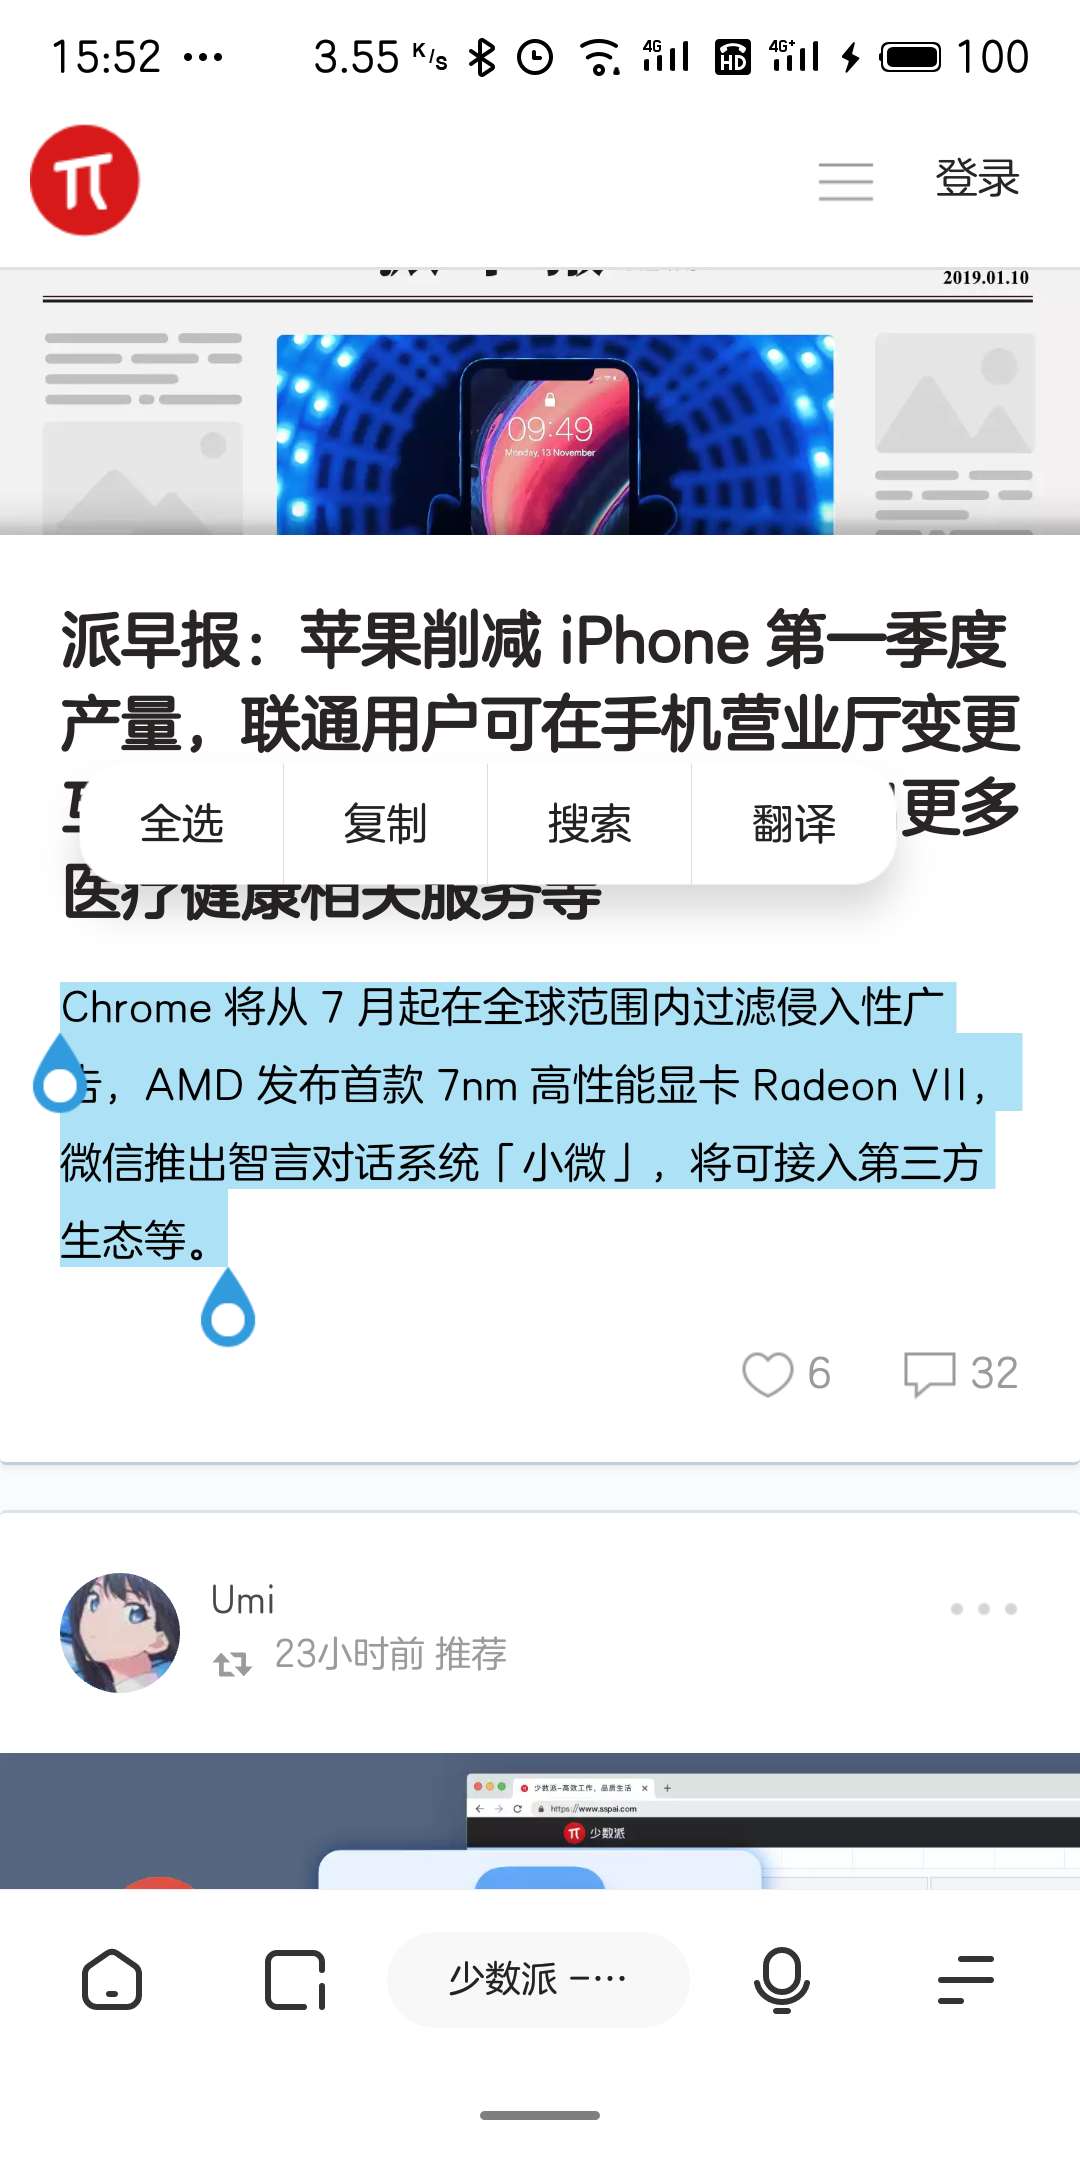 15:52 ··· 3.55 K/s 4G HD 4G+ 100
登录
2019.01.10
09:49
Monday, 13 November
派早报：苹果削减 iPhone 第一季度
产量，联通用户可在手机营业厅变更
更多
全选 复制 搜索 翻译
医疗健康相关服务等
Chrome 将从 7 月起在全球范围内过滤侵入性广
告，AMD 发布首款 7nm 高性能显卡 Radeon VII，
微信推出智言对话系统「小微」，将可接入第三方
生态等。
6 32
Umi
23小时前 推荐
少数派-高效工作，品质生活
https://www.sspai.com
少数派
少数派 –···